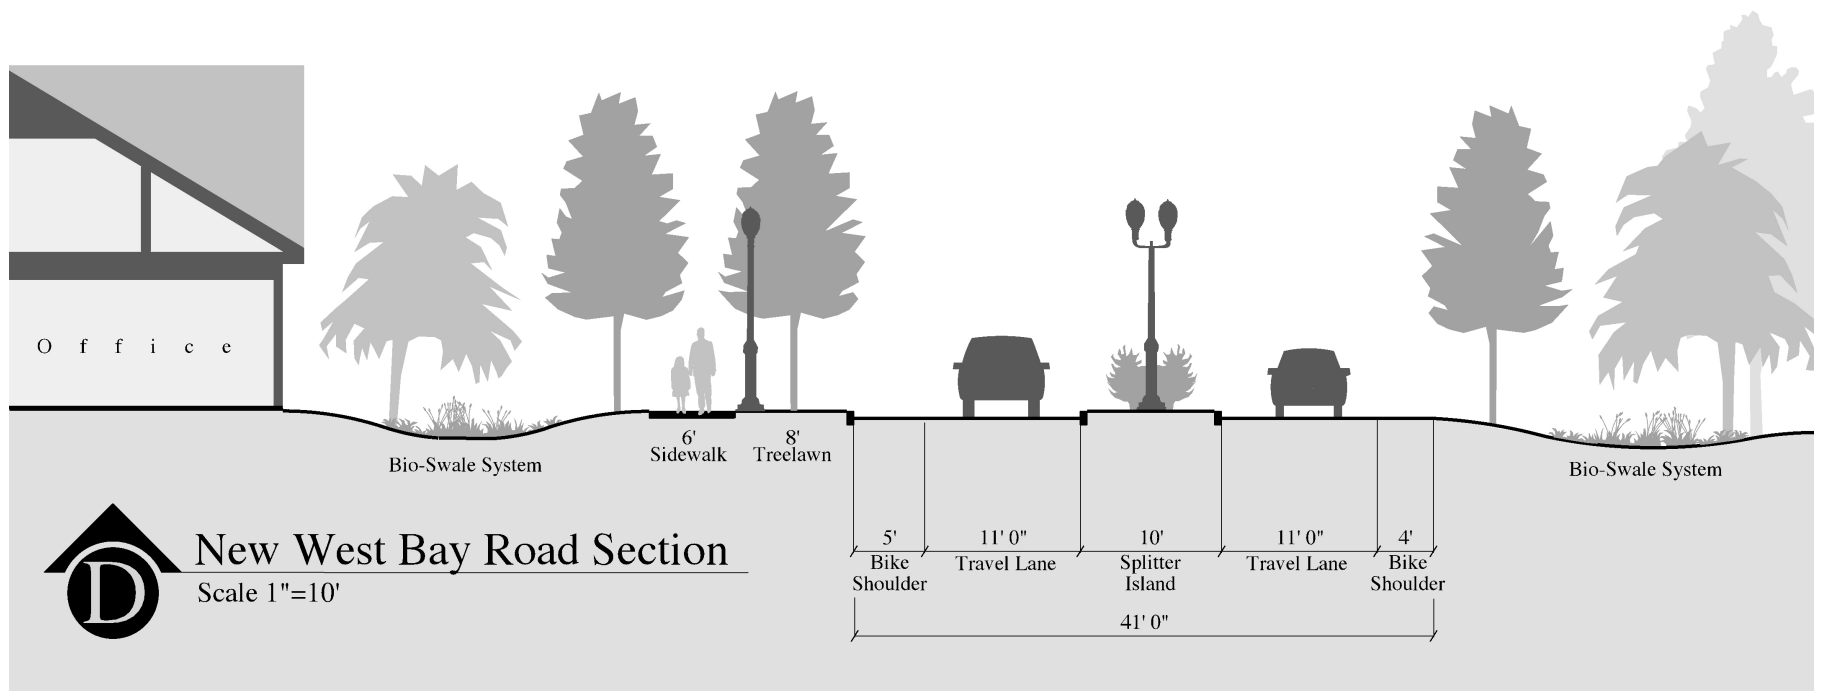 O f f i c e
6'
Sidewalk
8'
Treelawn
Bio-Swale System
Bio-Swale System
5'
Bike
Shoulder
11' 0"
Travel Lane
10'
Splitter
Island
11' 0"
Travel Lane
4'
Bike
Shoulder
41' 0"
D
New West Bay Road Section
Scale 1"=10'